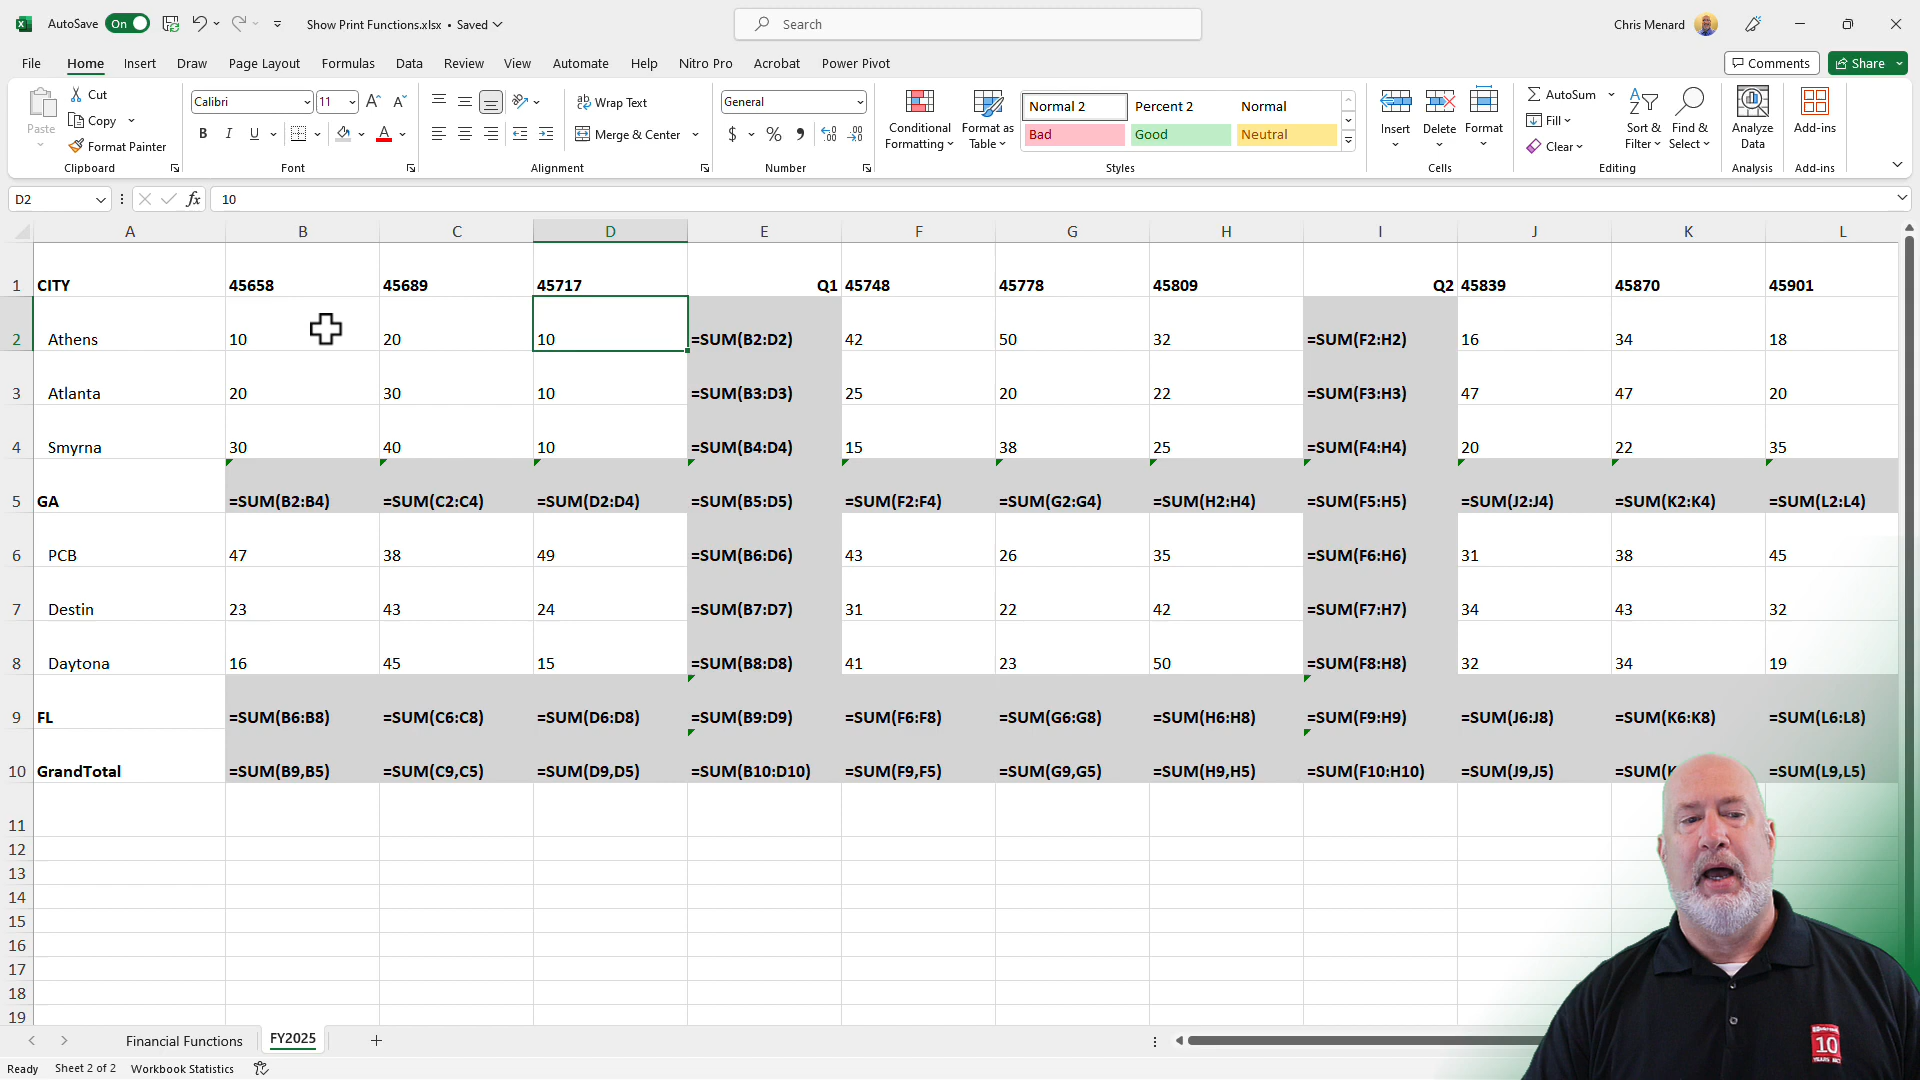 AutoSave On Show Print Functions.xlsx • Saved Search Chris Menard
File Home Insert Draw Page Layout Formulas Data Review View Automate Help Nitro Pro Acrobat Power Pivot Comments Share
Paste Cut Copy Format Painter Clipboard
Calibri 11 B I U A Font
Wrap Text Merge & Center Alignment
General $ % Number
Conditional Formatting Format as Table Normal 2 Percent 2 Normal Bad Good Neutral Styles
Insert Delete Format Cells
AutoSum Fill Clear Sort & Filter Find & Select Editing
Analyze Data Analysis Add-ins Add-ins
D2 fx 10
A B C D E F G H I J K L
1 CITY 45658 45689 45717 Q1 45748 45778 45809 Q2 45839 45870 45901
2 Athens 10 20 10 =SUM(B2:D2) 42 50 32 =SUM(F2:H2) 16 34 18
3 Atlanta 20 30 10 =SUM(B3:D3) 25 20 22 =SUM(F3:H3) 47 47 20
4 Smyrna 30 40 10 =SUM(B4:D4) 15 38 25 =SUM(F4:H4) 20 22 35
5 GA =SUM(B2:B4) =SUM(C2:C4) =SUM(D2:D4) =SUM(B5:D5) =SUM(F2:F4) =SUM(G2:G4) =SUM(H2:H4) =SUM(F5:H5) =SUM(J2:J4) =SUM(K2:K4) =SUM(L2:L4)
6 PCB 47 38 49 =SUM(B6:D6) 43 26 35 =SUM(F6:H6) 31 38 45
7 Destin 23 43 24 =SUM(B7:D7) 31 22 42 =SUM(F7:H7) 34 43 32
8 Daytona 16 45 15 =SUM(B8:D8) 41 23 50 =SUM(F8:H8) 32 34 19
9 FL =SUM(B6:B8) =SUM(C6:C8) =SUM(D6:D8) =SUM(B9:D9) =SUM(F6:F8) =SUM(G6:G8) =SUM(H6:H8) =SUM(F9:H9) =SUM(J6:J8) =SUM(K6:K8) =SUM(L6:L8)
10 GrandTotal =SUM(B9,B5) =SUM(C9,C5) =SUM(D9,D5) =SUM(B10:D10) =SUM(F9,F5) =SUM(G9,G5) =SUM(H9,H5) =SUM(F10:H10) =SUM(J9,J5) =SUM(K =SUM(L9,L5)
11
12
13
14
15
16
17
18
19
Financial Functions FY2025
Ready Sheet 2 of 2 Workbook Statistics
10